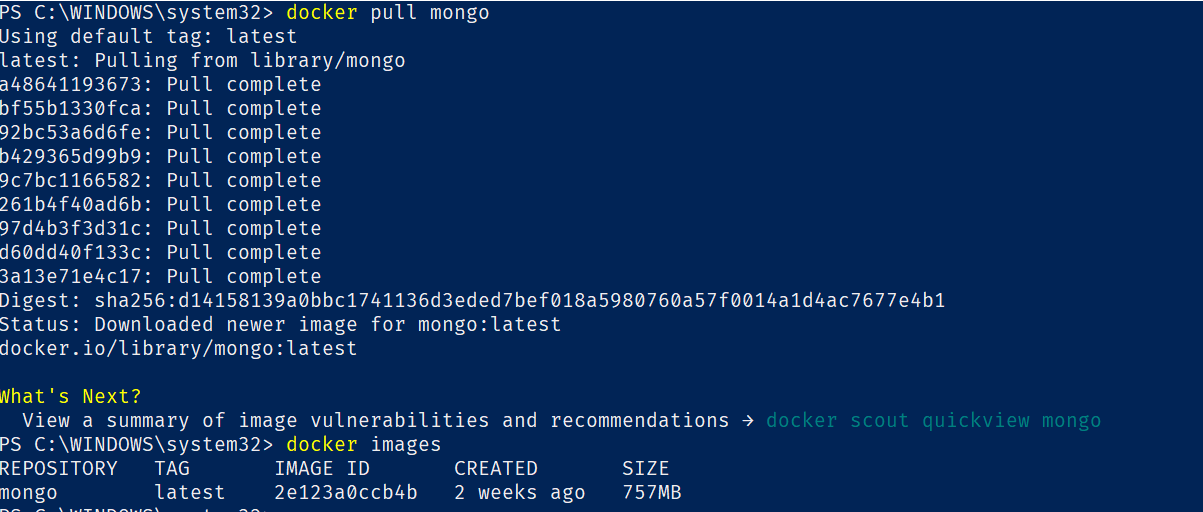 PS C:\WINDOWS\system32> docker pull mongo
Using default tag: latest
latest: Pulling from library/mongo
a48641193673: Pull complete
bf55b1330fca: Pull complete
92bc53a6d6fe: Pull complete
b429365d99b9: Pull complete
9c7bc1166582: Pull complete
261b4f40ad6b: Pull complete
97d4b3f3d31c: Pull complete
d60dd40f133c: Pull complete
3a13e71e4c17: Pull complete
Digest: sha256:d14158139a0bbc1741136d3eded7bef018a5980760a57f0014a1d4ac7677e4b1
Status: Downloaded newer image for mongo:latest
docker.io/library/mongo:latest
What's Next?
View a summary of image vulnerabilities and recommendations → docker scout quickview mongo
PS C:\WINDOWS\system32> docker images
REPOSITORY TAG IMAGE ID CREATED SIZE
mongo latest 2e123a0ccb4b 2 weeks ago 757MB
PS C:\WINDOWS\system32>